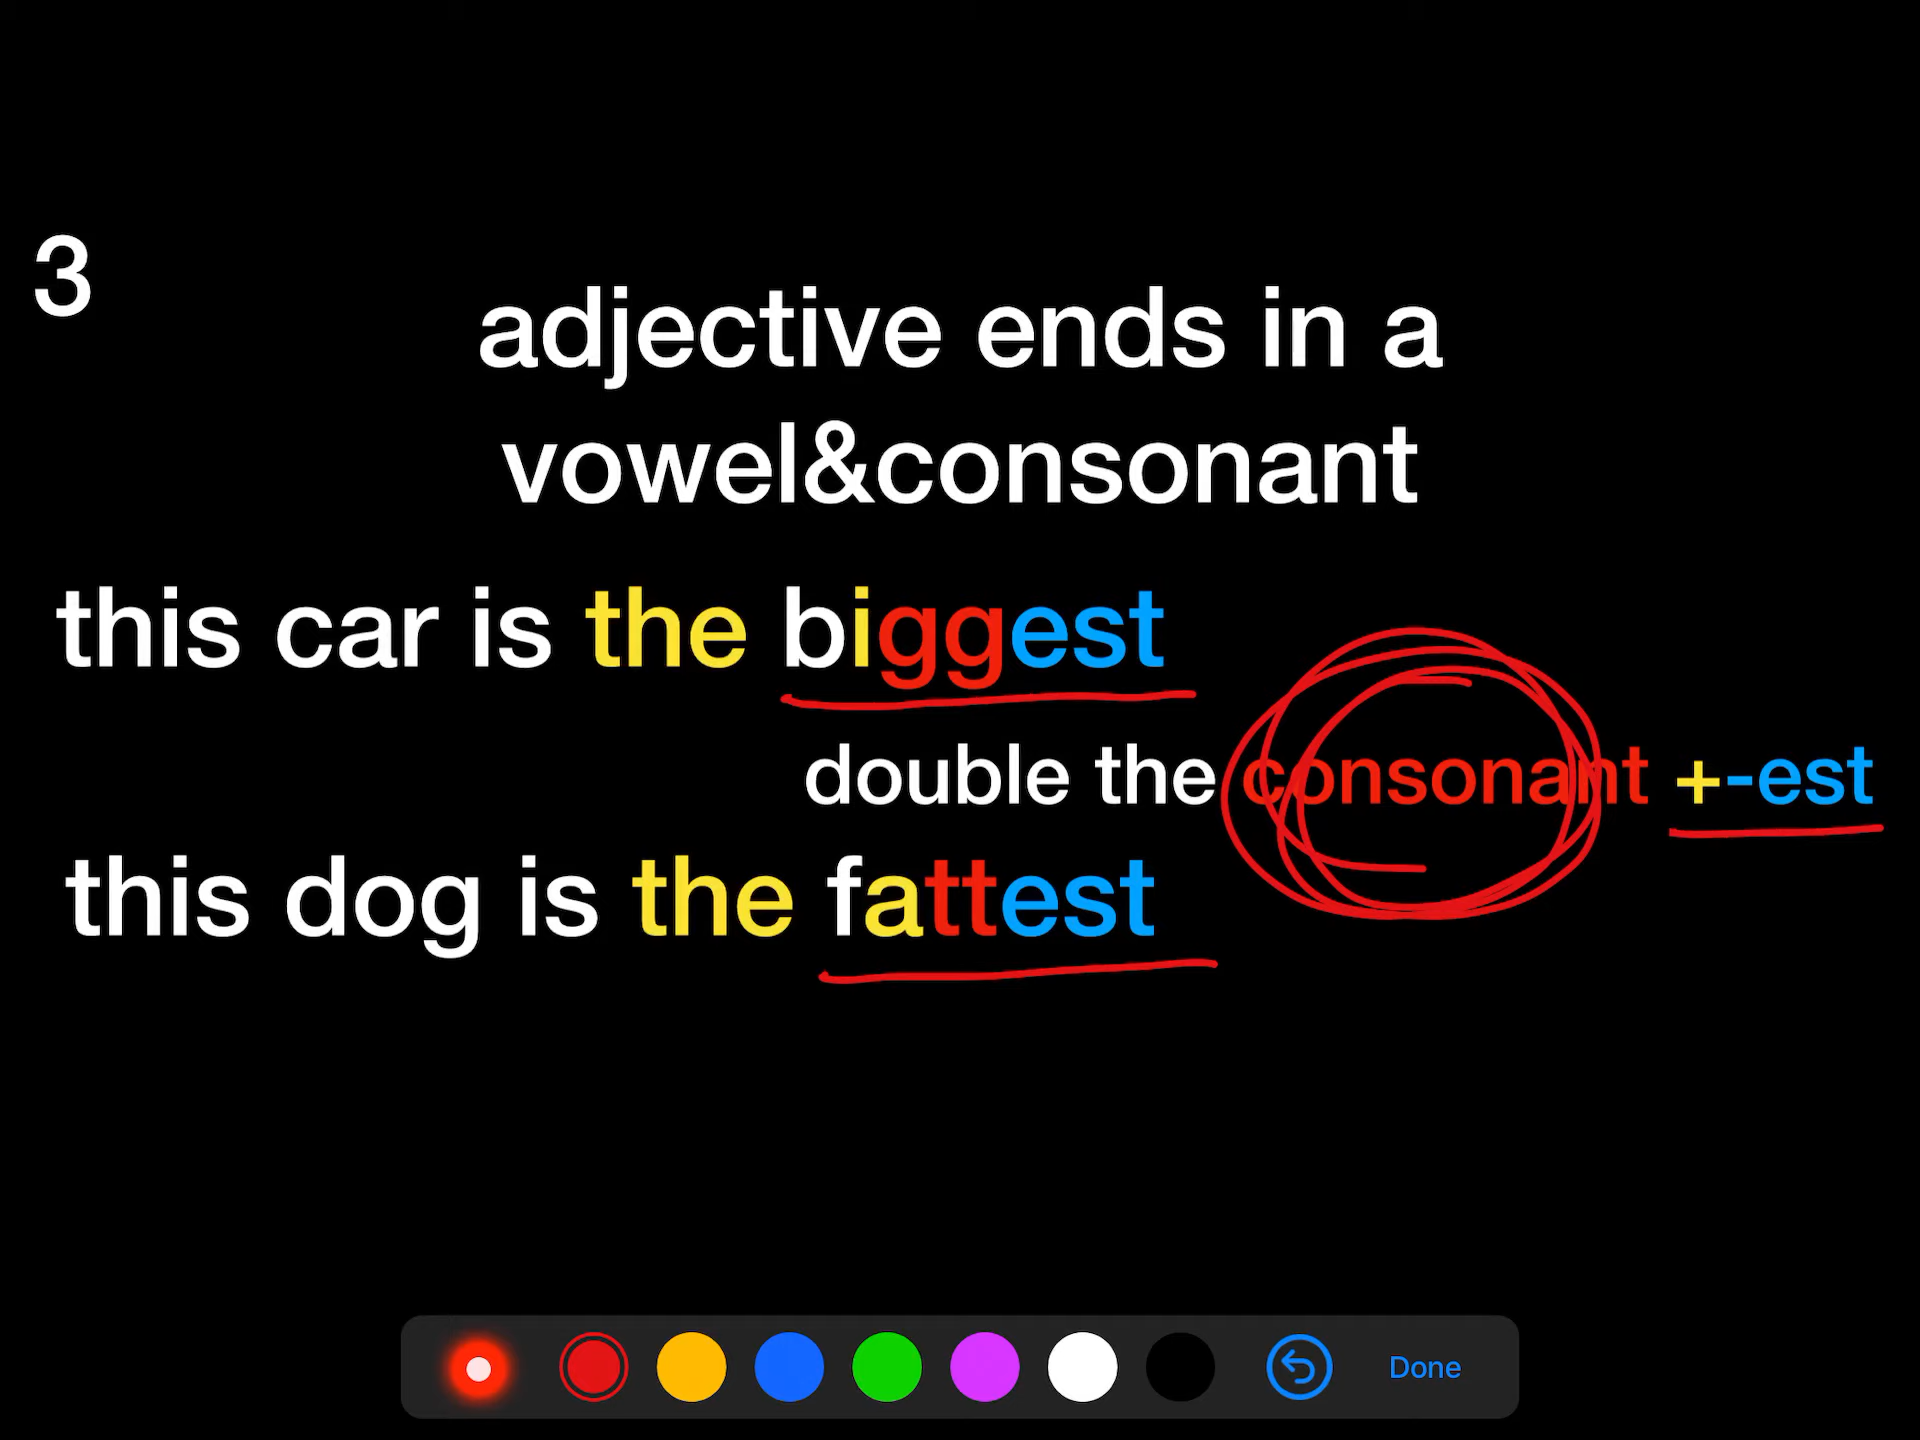 3
adjective ends in a
vowel&consonant
this car is the biggest
double the consonant +-est
this dog is the fattest
Done